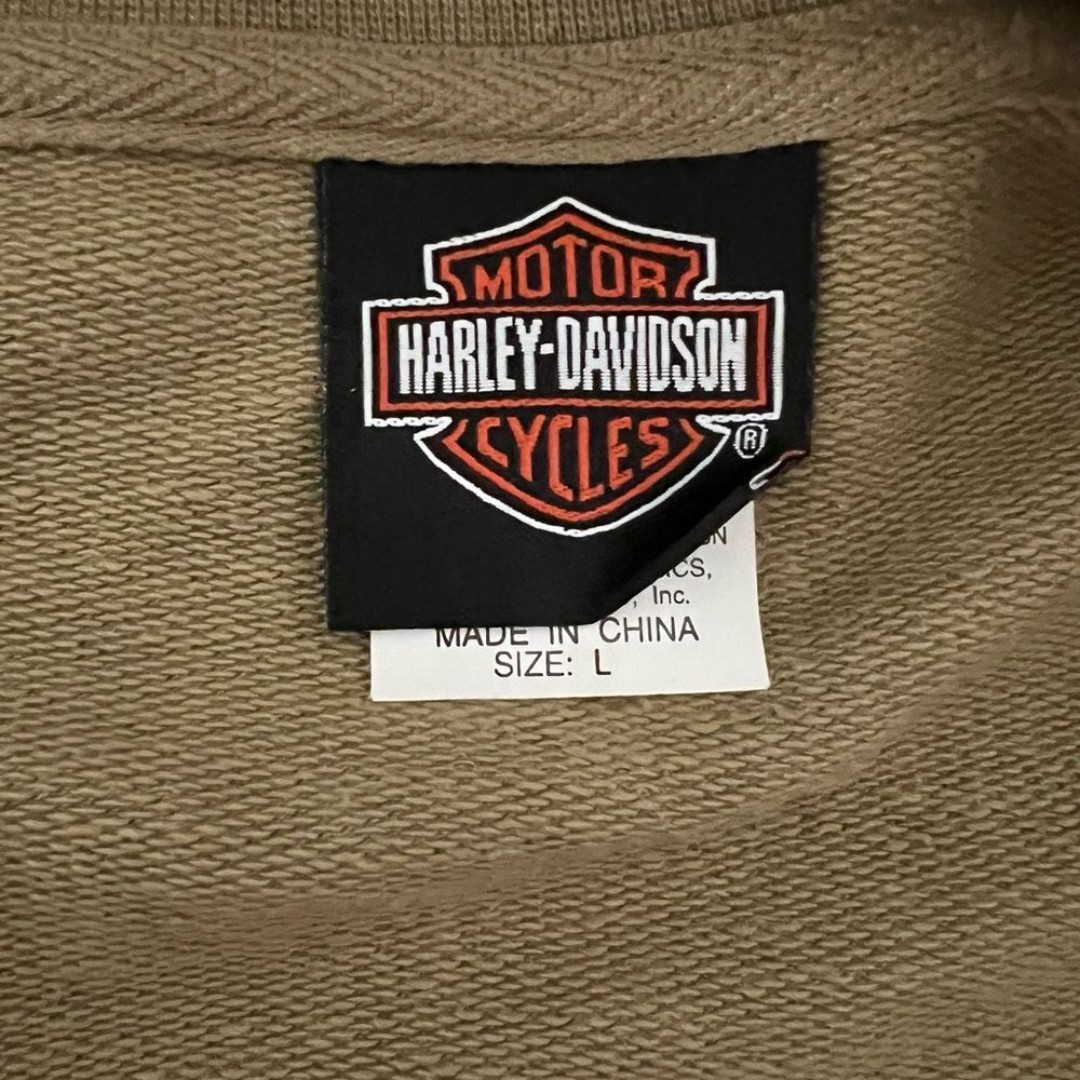 MOTOR
HARLEY-DAVIDSON
CYCLES
®
Inc.
MADE IN CHINA
SIZE: L